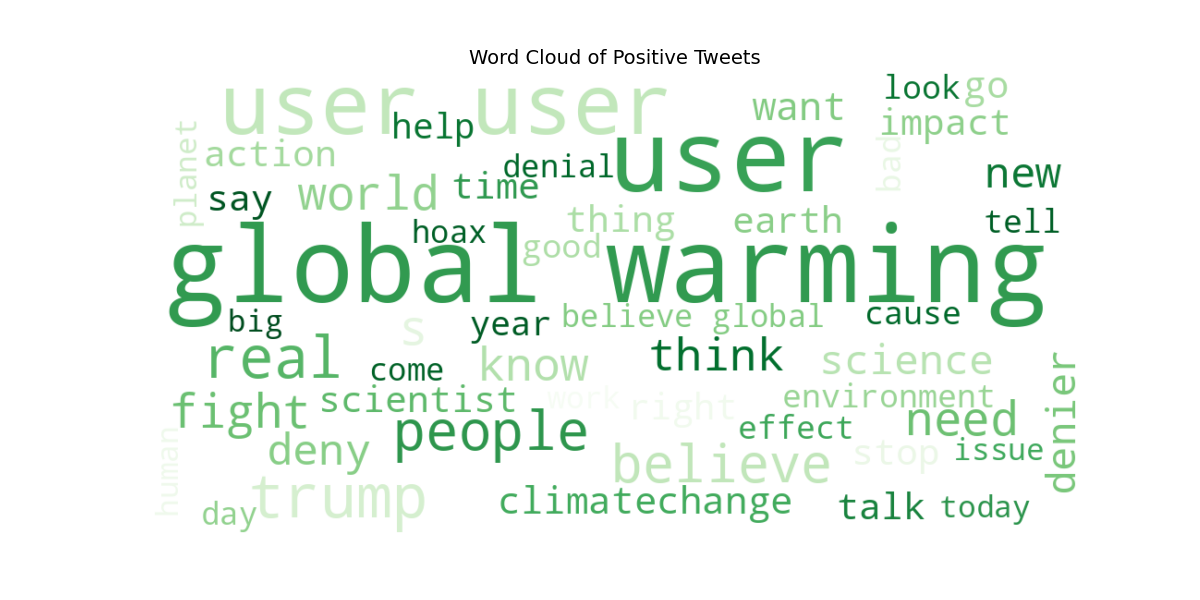 Word Cloud of Positive Tweets
user user want look go
help impact
planet action denial user bad new
say world time
hoax thing earth tell
good
global warming
big s year believe global cause
real come know think science
fight scientist work right environment denier
people effect need
deny believe stop issue
human trump climatechange talk today
day